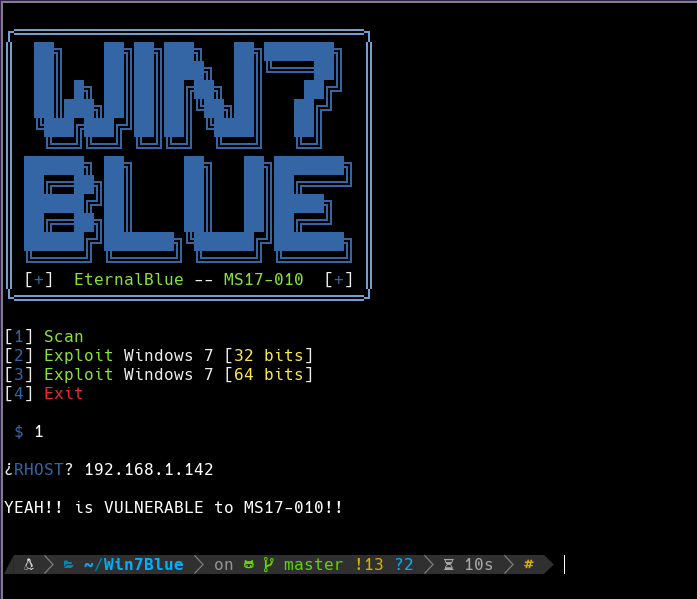 WIN7
BLUE
[+] EternalBlue -- MS17-010 [+]
[1] Scan
[2] Exploit Windows 7 [32 bits]
[3] Exploit Windows 7 [64 bits]
[4] Exit
$ 1
¿RHOST? 192.168.1.142
YEAH!! is VULNERABLE to MS17-010!!
~/Win7Blue on master !13 ?2 10s #